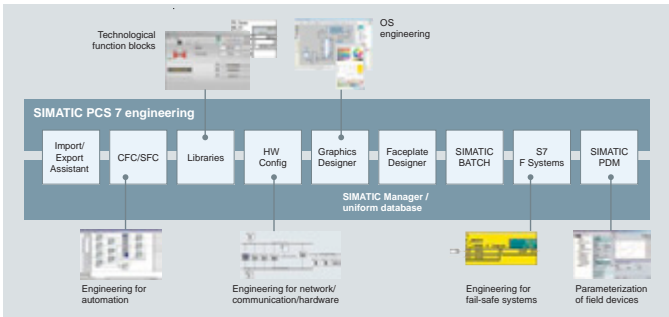 Technological
function blocks
OS
engineering
SIMATIC PCS 7 engineering
Import/
Export
Assistant
CFC/SFC
Libraries
HW
Config
Graphics
Designer
Faceplate
Designer
SIMATIC
BATCH
S7
F Systems
SIMATIC
PDM
SIMATIC Manager /
uniform database
Engineering for
automation
Engineering for network/
communication/hardware
Engineering for
fail-safe systems
Parameterization
of field devices